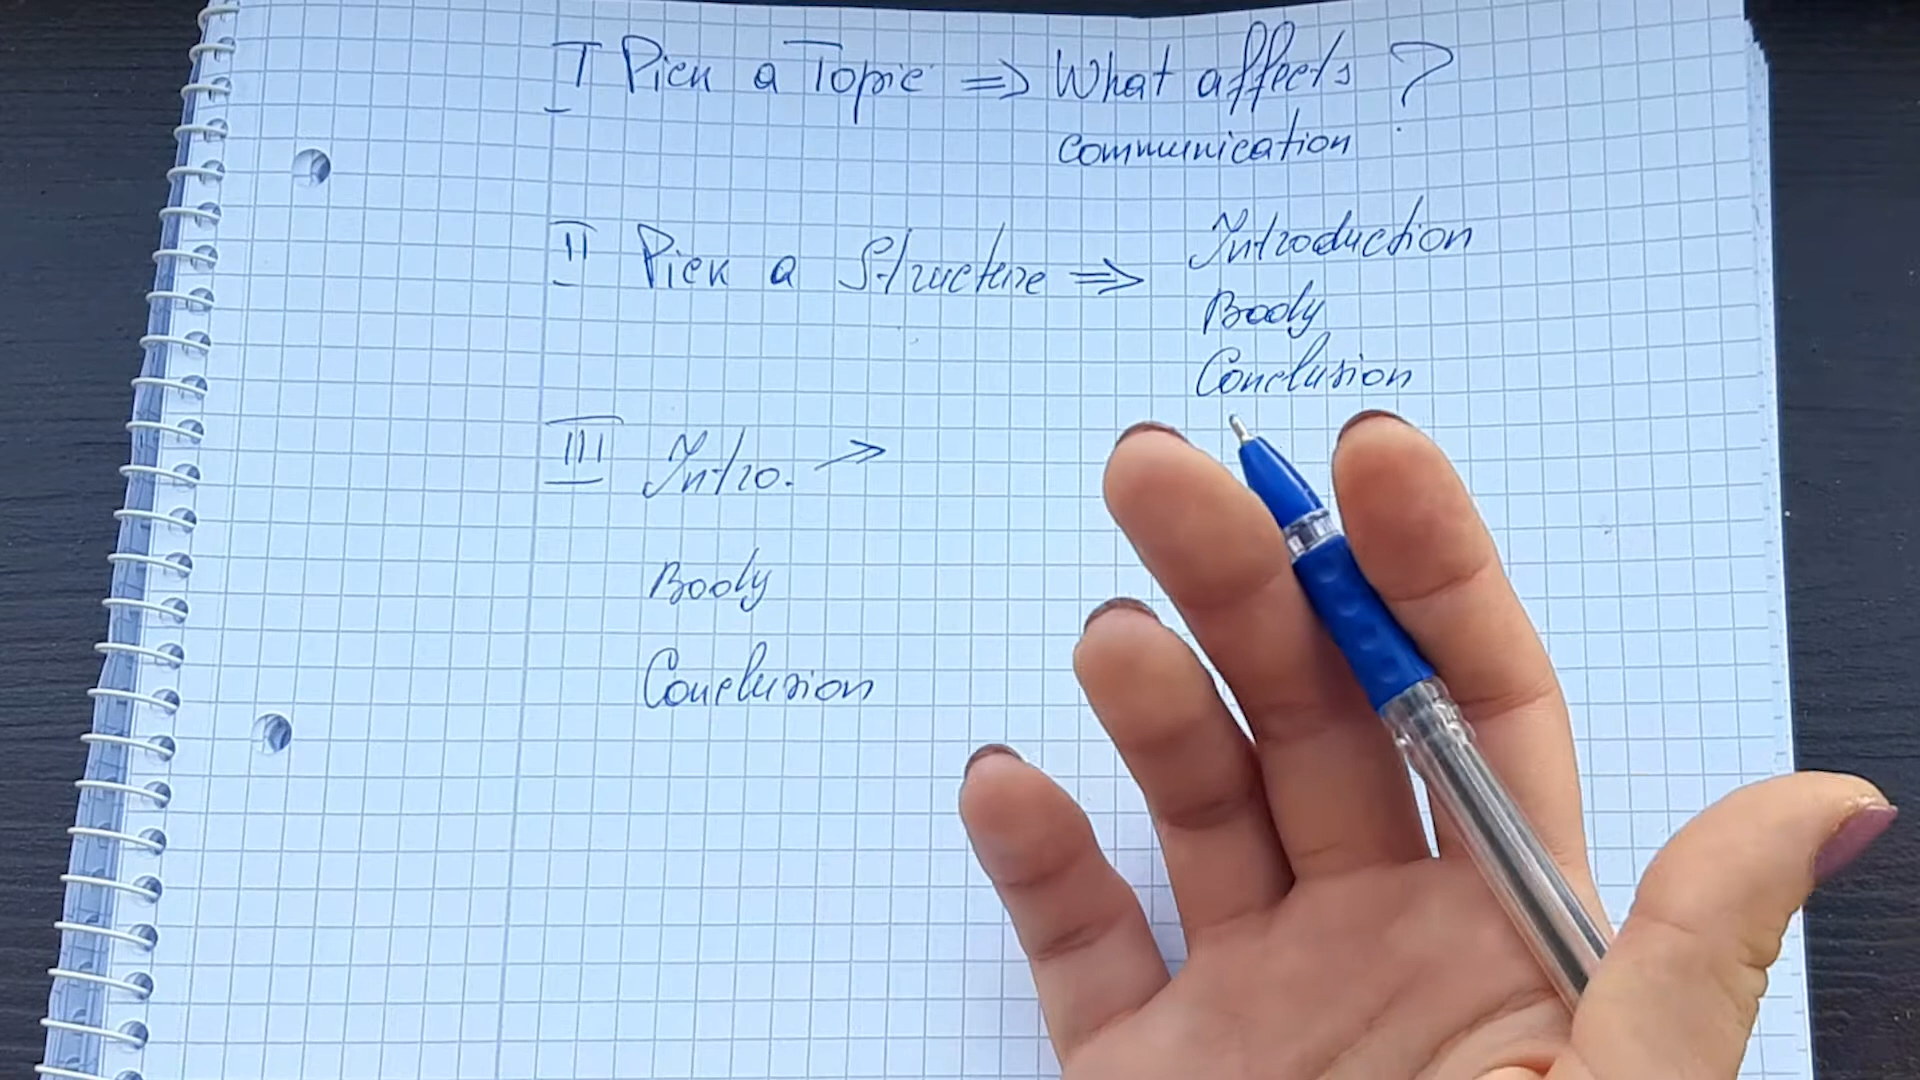 I Pick a Topic => What affects ?
communication
II Pick a Structure => Introduction
Body
Conclusion
III Intro. ->
Body
Conclusion